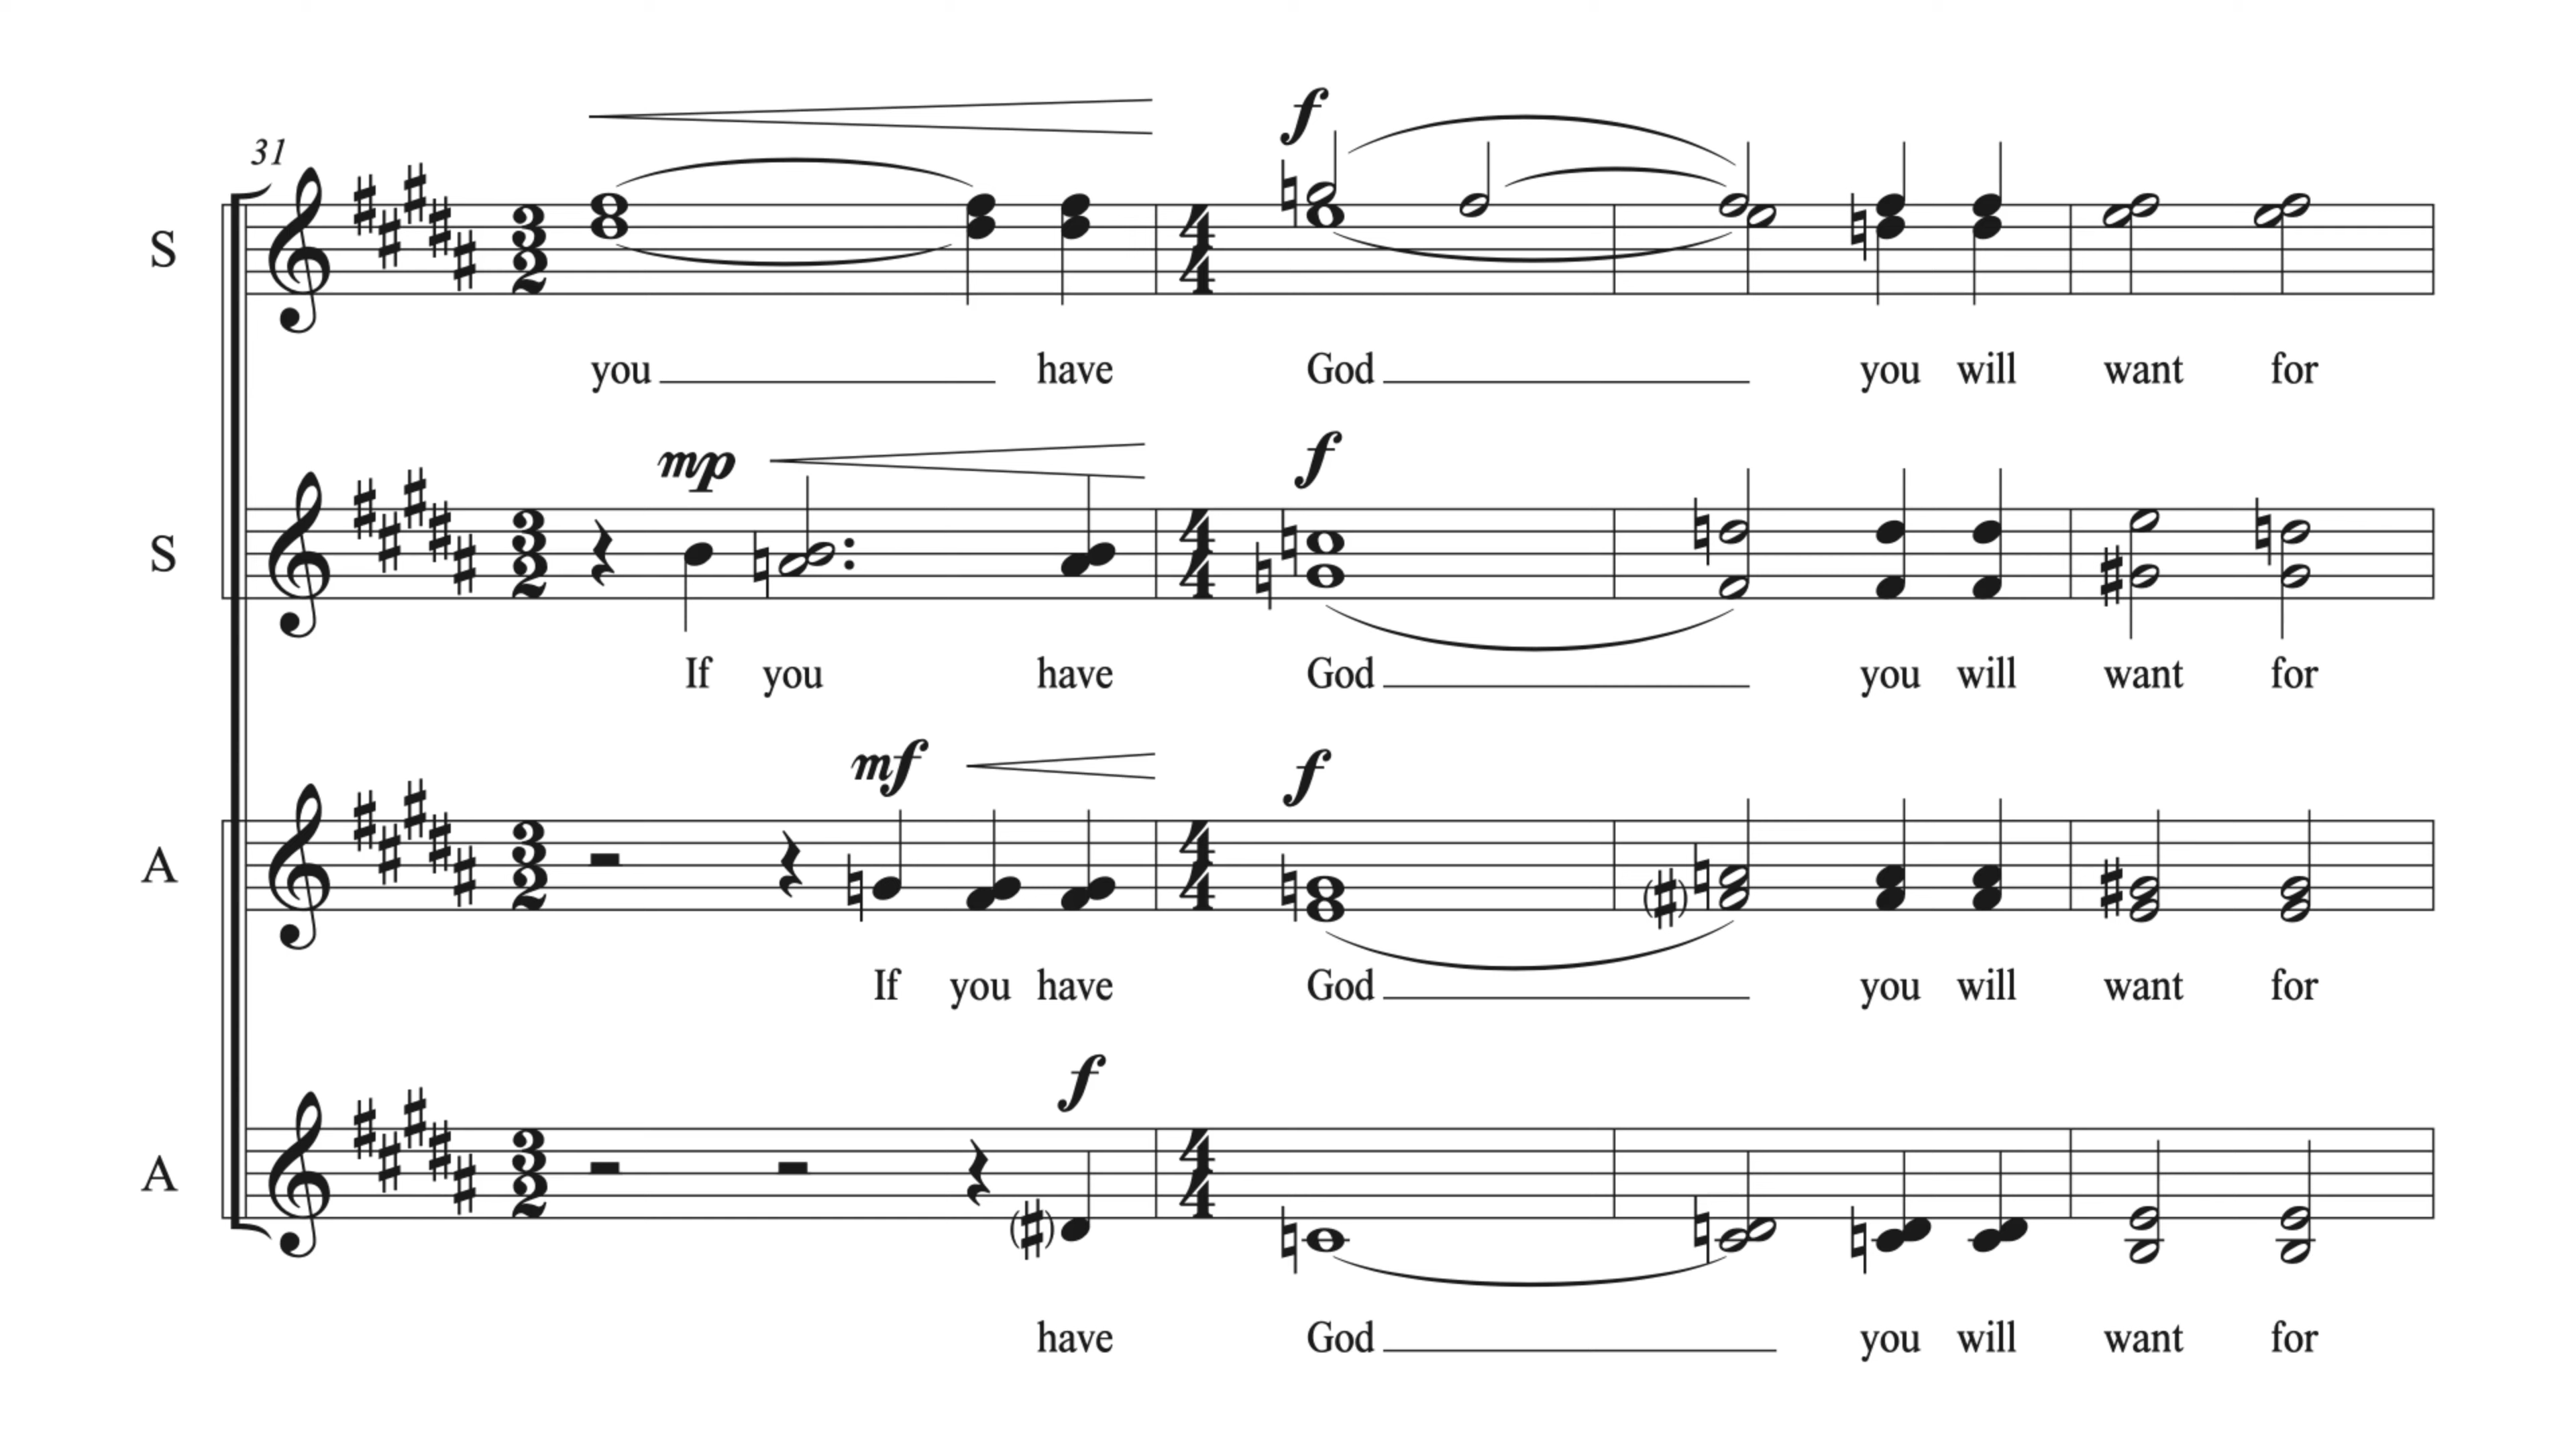 31
f
S
you have God you will want for
mp f
S
If you have God you will want for
mf f
A
If you have God you will want for
f
A
have God you will want for